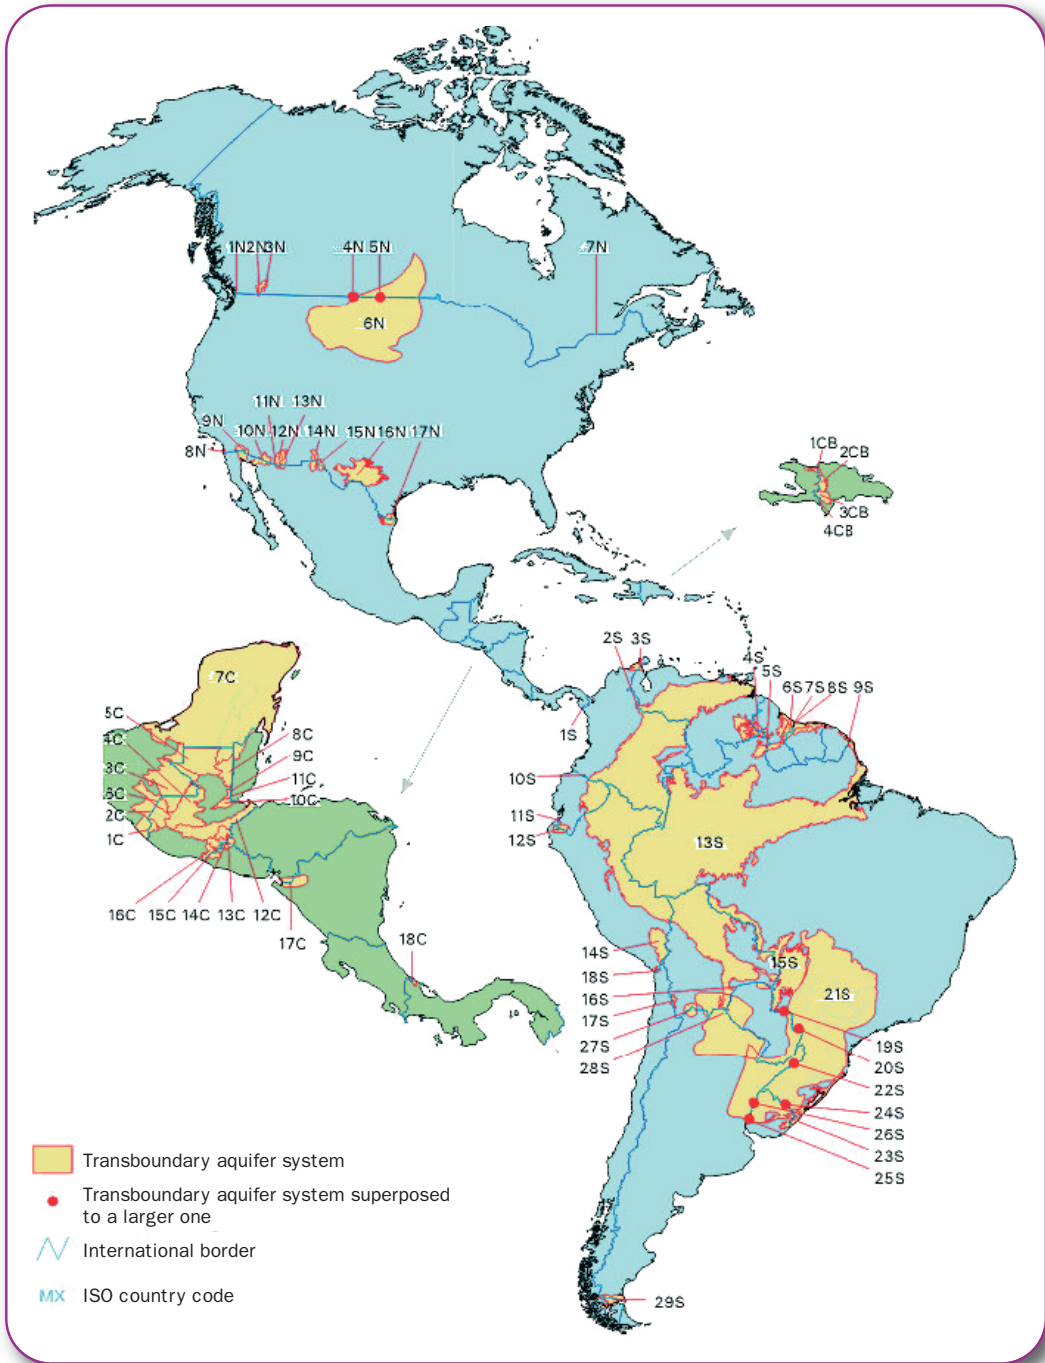 1N 2N 3N
4N 5N
7N
6N
11N 13N
9N
10N 12N 14N 15N 16N 17N
8N
1CB
2CB
3CB
4CB
2S 3S
4S
5S
6S 7S 8S 9S
7C
5C
8C
4C
9C
1S
3C
11C
10S
10C
2C
11S
1C
12S
13S
16C 15C 14C 13C 12C
17C
18C
14S
15S
18S
16S
21S
17S
27S
19S
28S
20S
22S
24S
26S
23S
25S
Transboundary aquifer system
Transboundary aquifer system superposed
to a larger one
International border
MX ISO country code
29S